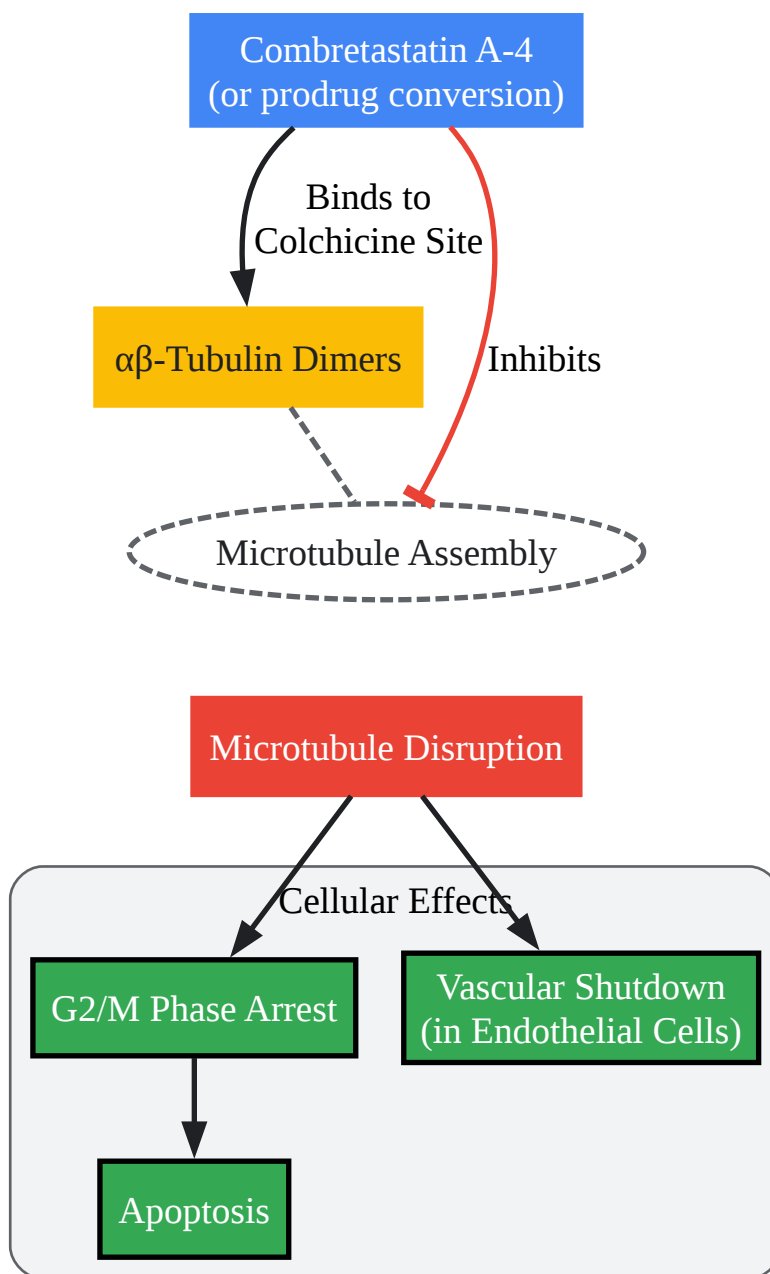 Combretastatin A-4
(or prodrug conversion)
Binds to
Colchicine Site
αβ-Tubulin Dimers
Inhibits
Microtubule Assembly
Microtubule Disruption
Cellular Effects
G2/M Phase Arrest
Vascular Shutdown
(in Endothelial Cells)
Apoptosis